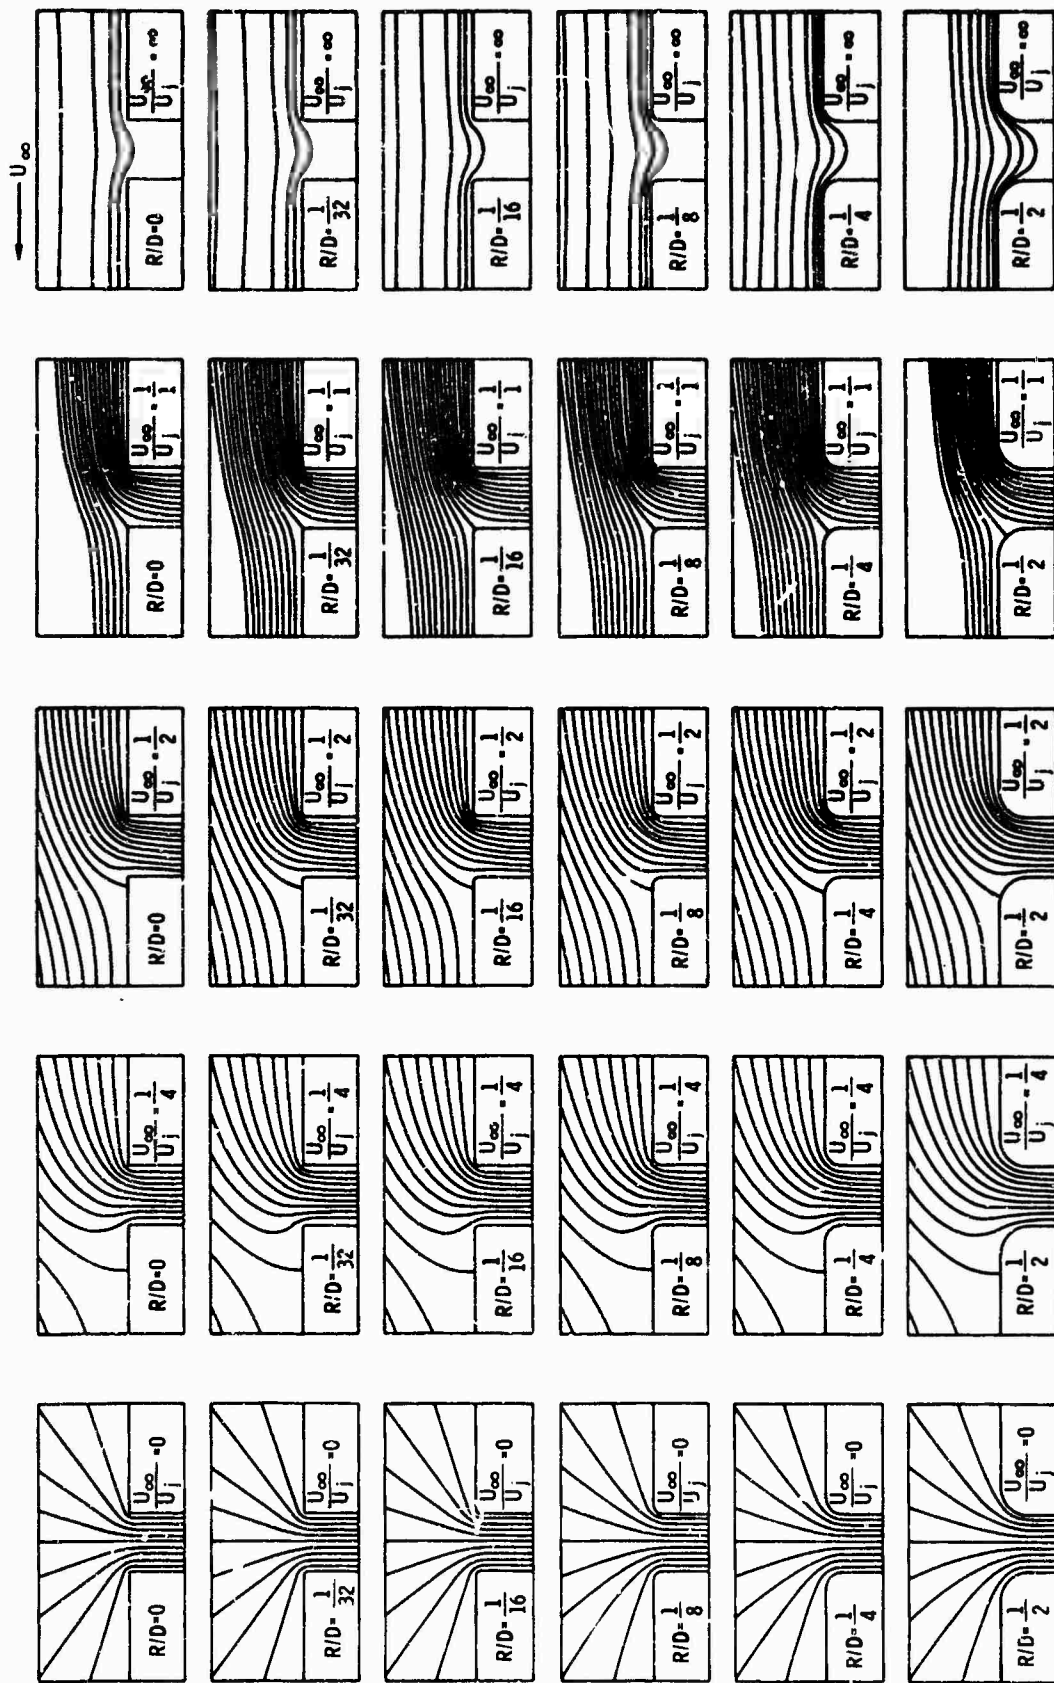 U∞
R/D=0 U∞/Uj =0
R/D=0 U∞/Uj = 1/4
R/D=0 U∞/Uj = 1/2
R/D=0 U∞/Uj = 1/1
R/D=0 U∞/Uj = ∞
R/D= 1/32 U∞/Uj =0
R/D= 1/32 U∞/Uj = 1/4
R/D= 1/32 U∞/Uj = 1/2
R/D= 1/32 U∞/Uj = 1/1
R/D= 1/32 U∞/Uj = ∞
R/D= 1/16 U∞/Uj =0
R/D= 1/16 U∞/Uj = 1/4
R/D= 1/16 U∞/Uj = 1/2
R/D= 1/16 U∞/Uj = 1/1
R/D= 1/16 U∞/Uj = ∞
R/D= 1/8 U∞/Uj =0
R/D= 1/8 U∞/Uj = 1/4
R/D= 1/8 U∞/Uj = 1/2
R/D= 1/8 U∞/Uj = 1/1
R/D= 1/8 U∞/Uj = ∞
R/D= 1/4 U∞/Uj =0
R/D= 1/4 U∞/Uj = 1/4
R/D= 1/4 U∞/Uj = 1/2
R/D= 1/4 U∞/Uj = 1/1
R/D= 1/4 U∞/Uj = ∞
R/D= 1/2 U∞/Uj =0
R/D= 1/2 U∞/Uj = 1/4
R/D= 1/2 U∞/Uj = 1/2
R/D= 1/2 U∞/Uj = 1/1
R/D= 1/2 U∞/Uj = ∞